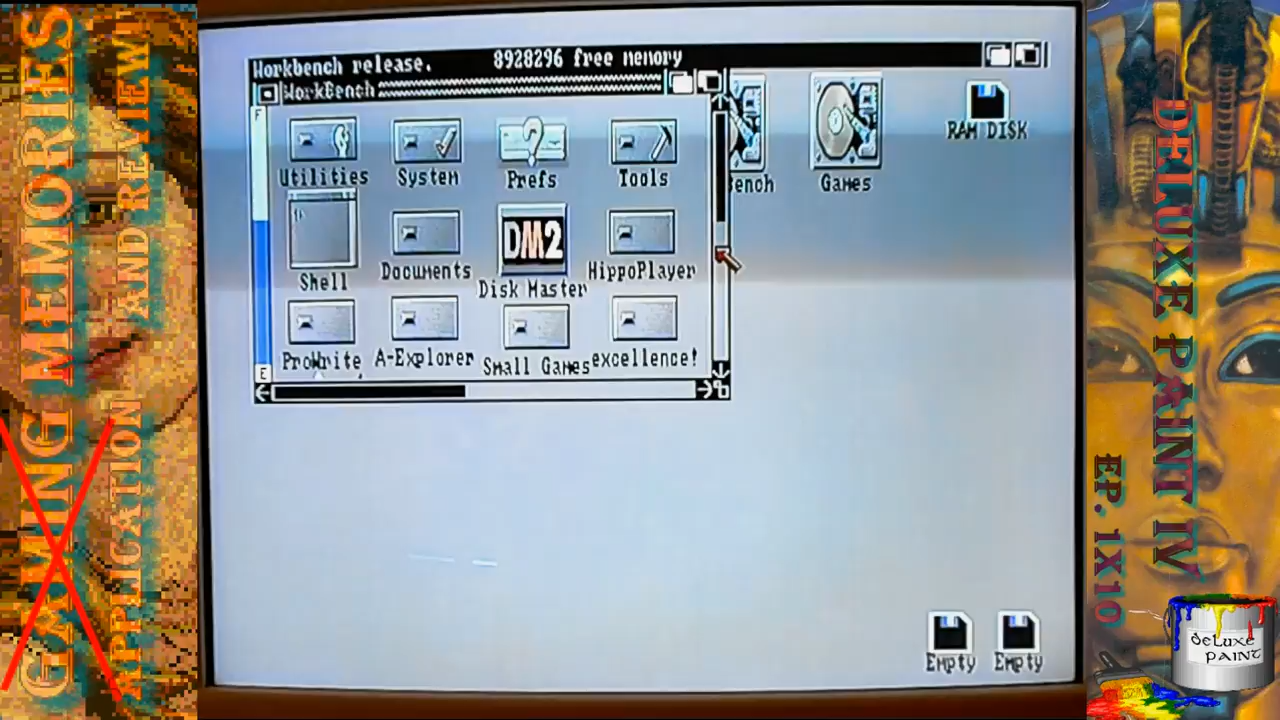 GAMING MEMORIES
APPLICATION AND REVIEW
Workbench release. 8928296 free memory
WorkBench
F
Utilities
System
Prefs
Tools
Bench
Games
RAM DISK
1>
Shell
Documents
DM2
Disk Master
HippoPlayer
ProWrite
A-Explorer
Small Games
excellence!
E
Empty
Empty
DELUXE PAINT IV
EP. 1X10
deLuxe
PAINT